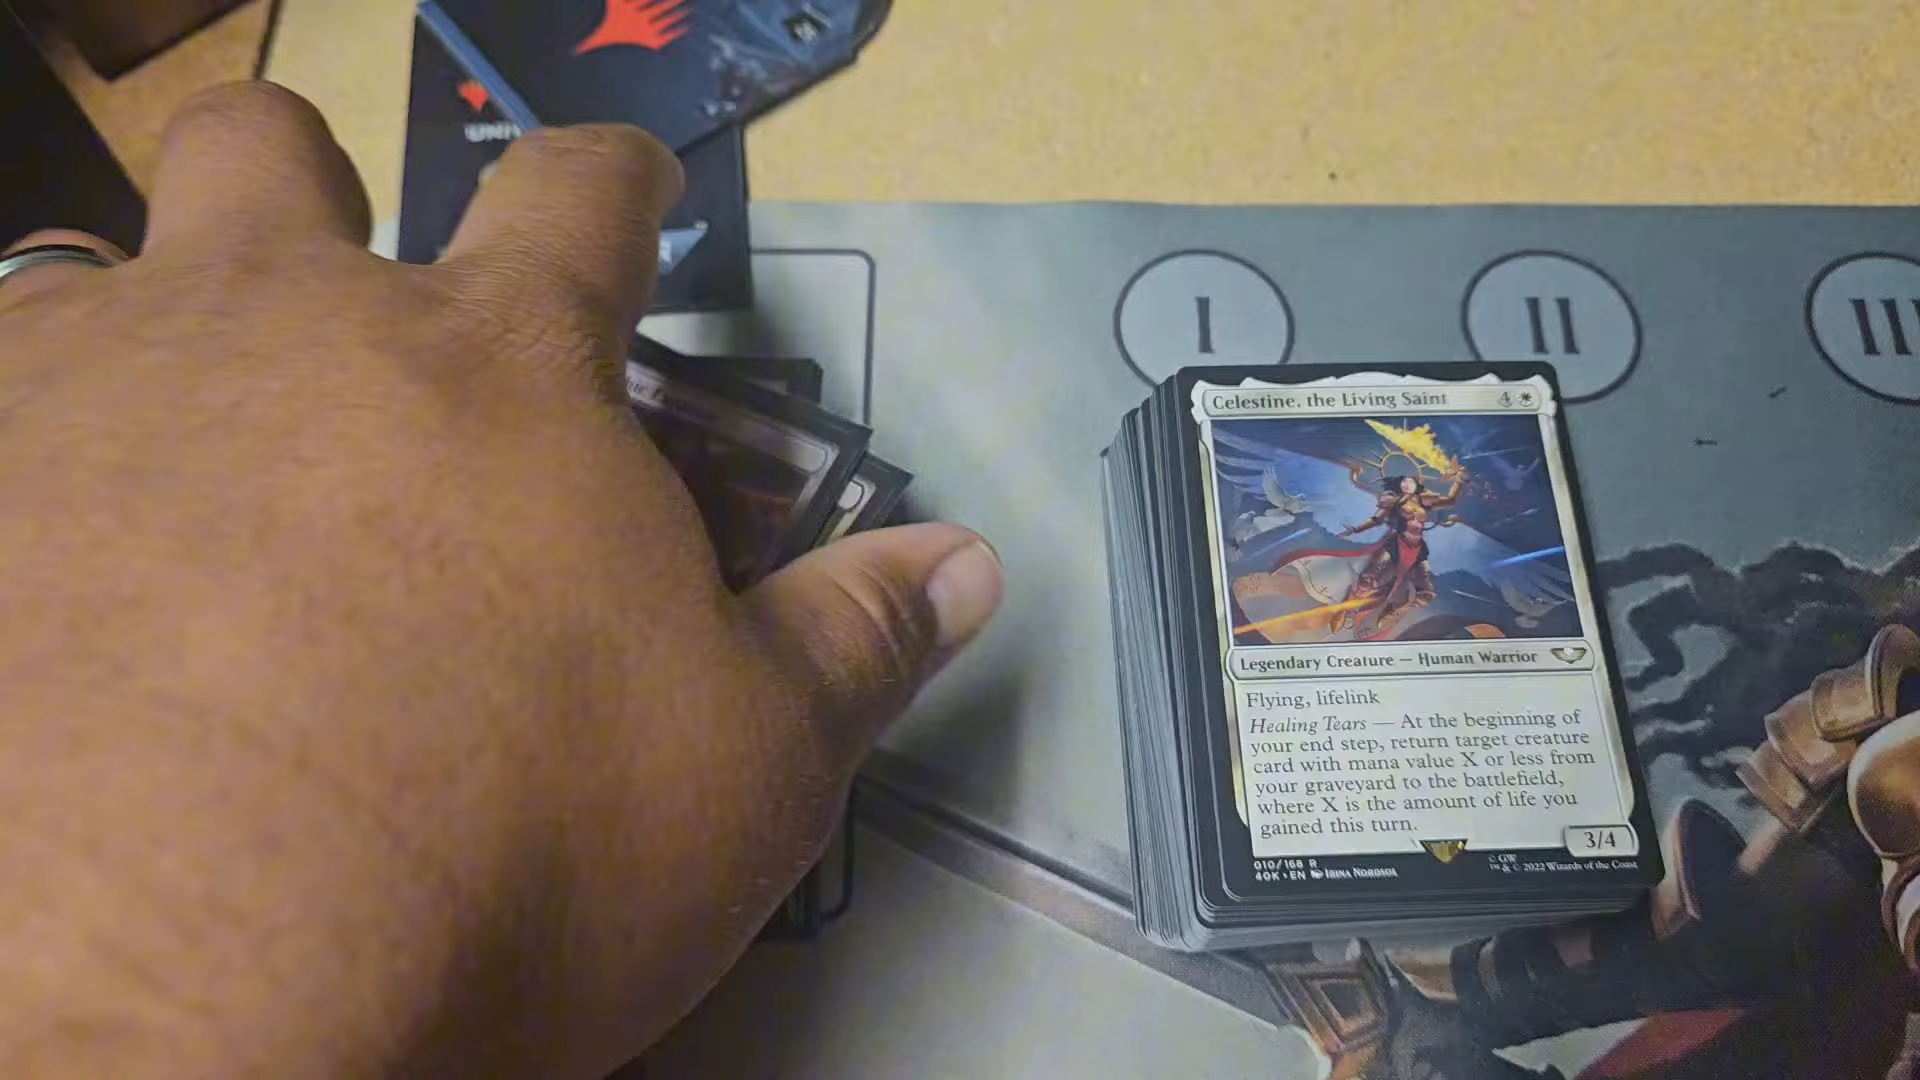 UNIV
I
II
III
Celestine, the Living Saint 4
Legendary Creature — Human Warrior
Flying, lifelink
Healing Tears — At the beginning of
your end step, return target creature
card with mana value X or less from
your graveyard to the battlefield,
where X is the amount of life you
gained this turn.
3/4
010/168 R
40K • EN Irina Nordsol
© GW
™ & © 2022 Wizards of the Coast